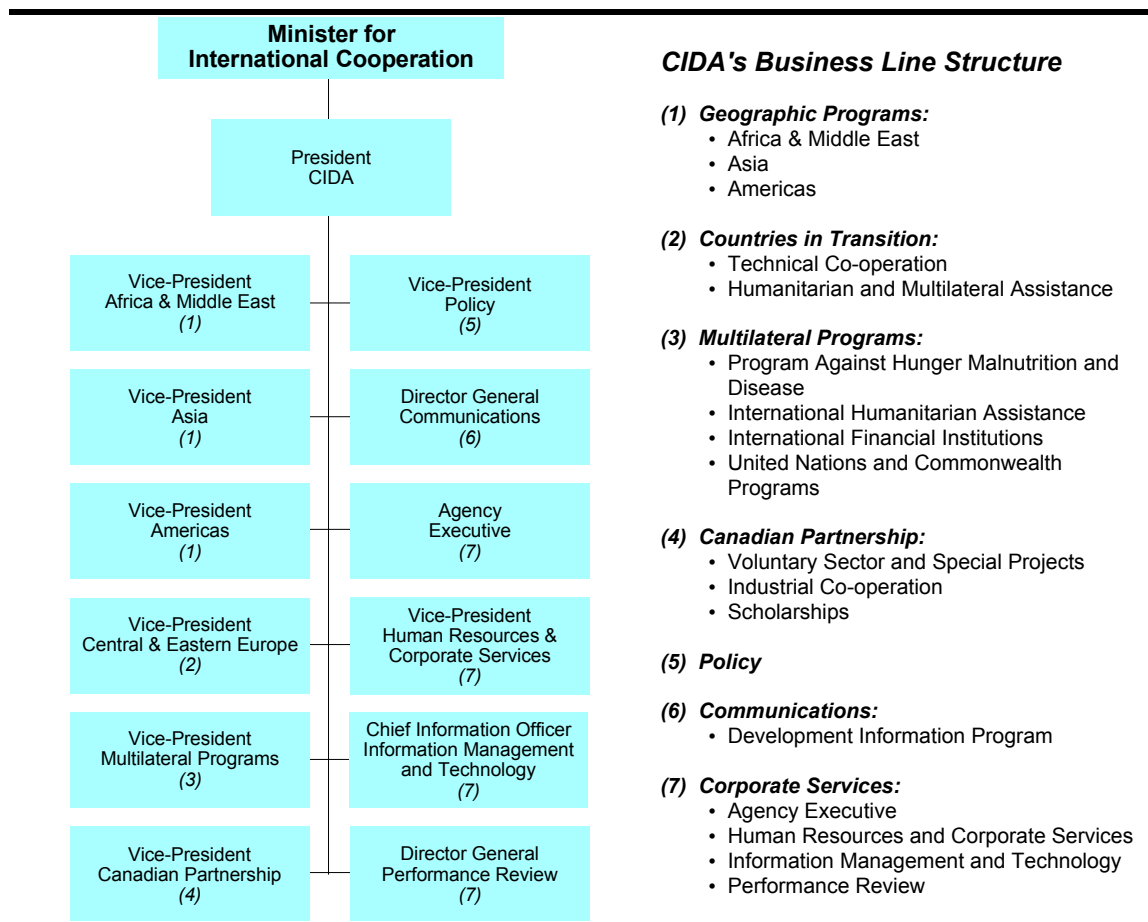 Minister for
International Cooperation
President
CIDA
Vice-President
Africa & Middle East
(1)
Vice-President
Policy
(5)
Vice-President
Asia
(1)
Director General
Communications
(6)
Vice-President
Americas
(1)
Agency
Executive
(7)
Vice-President
Central & Eastern Europe
(2)
Vice-President
Human Resources &
Corporate Services
(7)
Vice-President
Multilateral Programs
(3)
Chief Information Officer
Information Management
and Technology
(7)
Vice-President
Canadian Partnership
(4)
Director General
Performance Review
(7)
CIDA's Business Line Structure
(1) Geographic Programs:
• Africa & Middle East
• Asia
• Americas
(2) Countries in Transition:
• Technical Co-operation
• Humanitarian and Multilateral Assistance
(3) Multilateral Programs:
• Program Against Hunger Malnutrition and
Disease
• International Humanitarian Assistance
• International Financial Institutions
• United Nations and Commonwealth
Programs
(4) Canadian Partnership:
• Voluntary Sector and Special Projects
• Industrial Co-operation
• Scholarships
(5) Policy
(6) Communications:
• Development Information Program
(7) Corporate Services:
• Agency Executive
• Human Resources and Corporate Services
• Information Management and Technology
• Performance Review